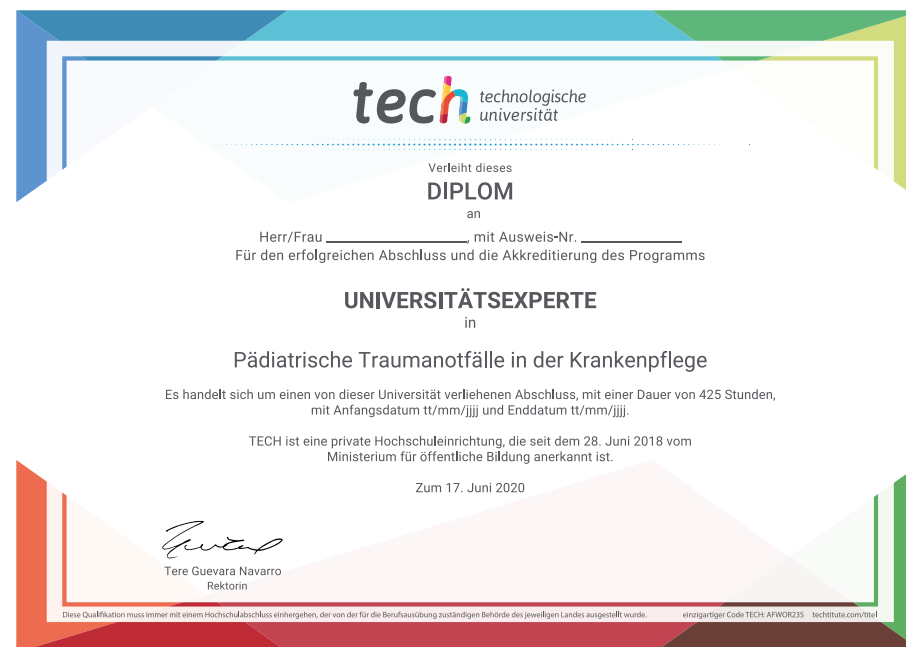 tech technologische
universität
Verleiht dieses
DIPLOM
an
Herr/Frau ____________, mit Ausweis-Nr. ____________
Für den erfolgreichen Abschluss und die Akkreditierung des Programms
UNIVERSITÄTSEXPERTE
in
Pädiatrische Traumanotfälle in der Krankenpflege
Es handelt sich um einen von dieser Universität verliehenen Abschluss, mit einer Dauer von 425 Stunden,
mit Anfangsdatum tt/mm/jjjj und Enddatum tt/mm/jjjj.
TECH ist eine private Hochschuleinrichtung, die seit dem 28. Juni 2018 vom
Ministerium für öffentliche Bildung anerkannt ist.
Zum 17. Juni 2020
Tere Guevara Navarro
Rektorin
Diese Qualifikation muss immer mit einem Hochschulabschluss einhergehen, der von der für die Berufsausübung zuständigen Behörde des jeweiligen Landes ausgestellt wurde. einzigartiger Code TECH: AFWOR23S techtitute.com/titel